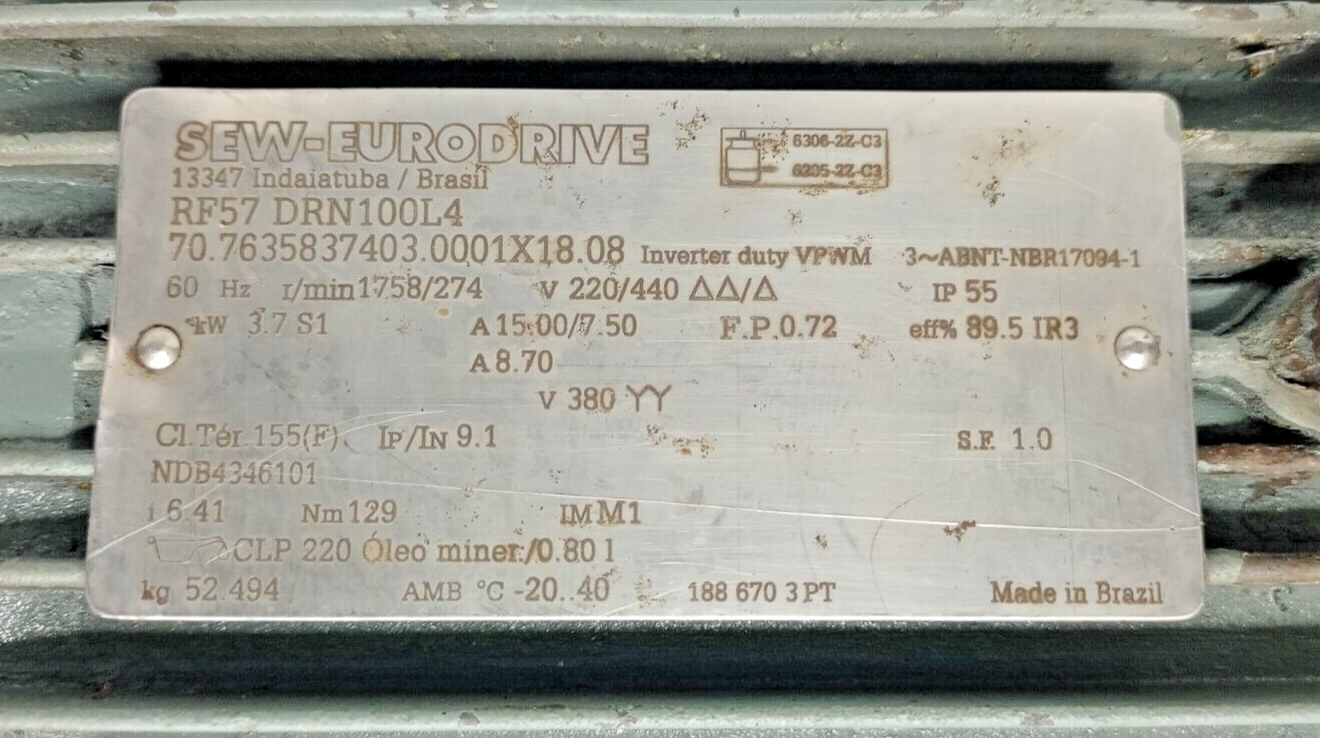 SEW-EURODRIVE
6306-2Z-C3
6205-2Z-C3
13347 Indaiatuba / Brasil
RF57 DRN100L4
70.7635837403.0001X18.08 Inverter duty VPWM 3~ABNT-NBR17094-1
60 Hz r/min 1758/274 V 220/440 ΔΔ/Δ IP 55
kW 3.7 S1 A 15.00/7.50 F.P.0.72 eff% 89.5 IR3
A 8.70
V 380 YY
Cl.Tér.155(F) IP/IN 9.1 S.F. 1.0
NDB4346101
i 6.41 Nm 129 IM M1
CLP 220 Óleo miner./0.80 l
kg 52.494 AMB °C -20..40 188 670 3 PT Made in Brazil